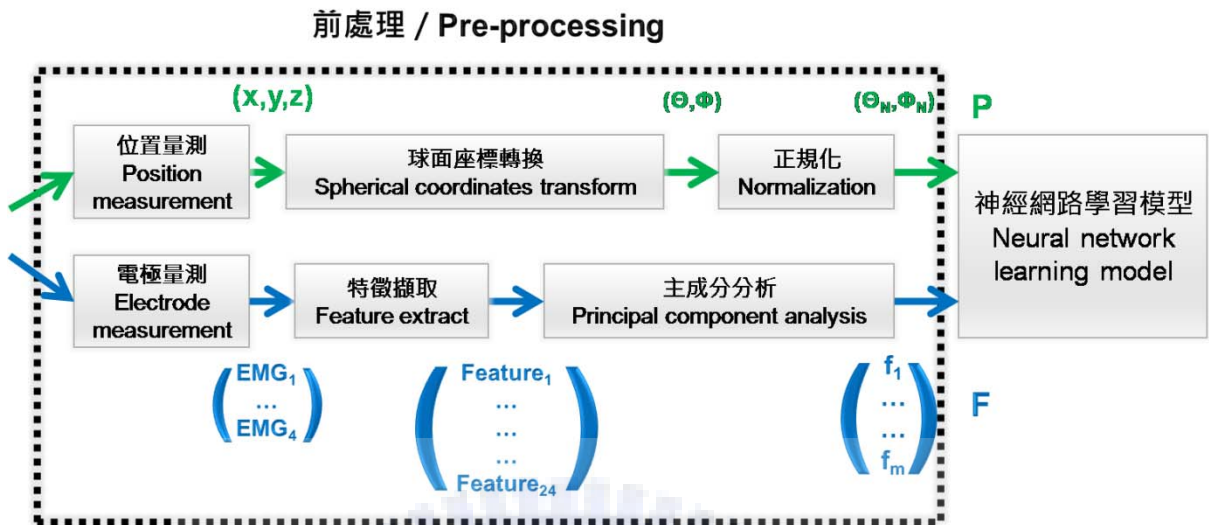 前處理 / Pre-processing
(x,y,z)
(Θ,Φ)
(Θ_N,Φ_N)
P
位置量測
Position
measurement
球面座標轉換
Spherical coordinates transform
正規化
Normalization
神經網路學習模型
Neural network
learning model
電極量測
Electrode
measurement
特徵擷取
Feature extract
主成分分析
Principal component analysis
EMG₁
...
EMG₄
Feature₁
...
...
...
Feature₂₄
f₁
...
...
fₘ
F